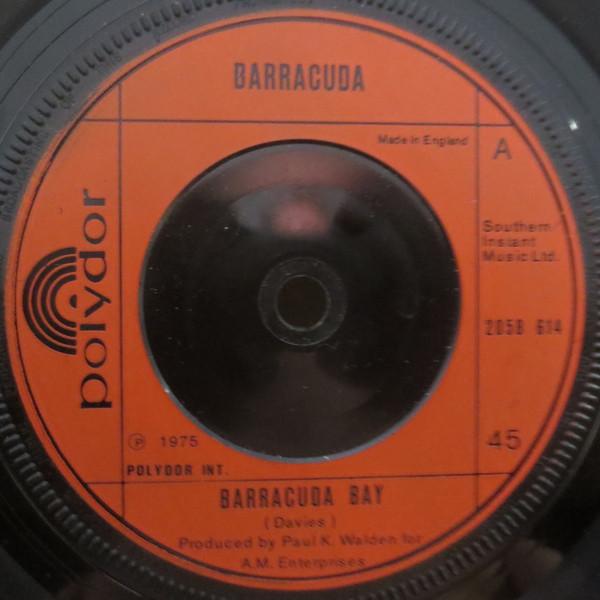 BARRACUDA
Made in England
A
Southern/
Instant
Music Ltd.
polydor
2058 614
℗ 1975
45
POLYDOR INT.
BARRACUDA BAY
(Davies)
Produced by Paul K. Walden for
A.M. Enterprises